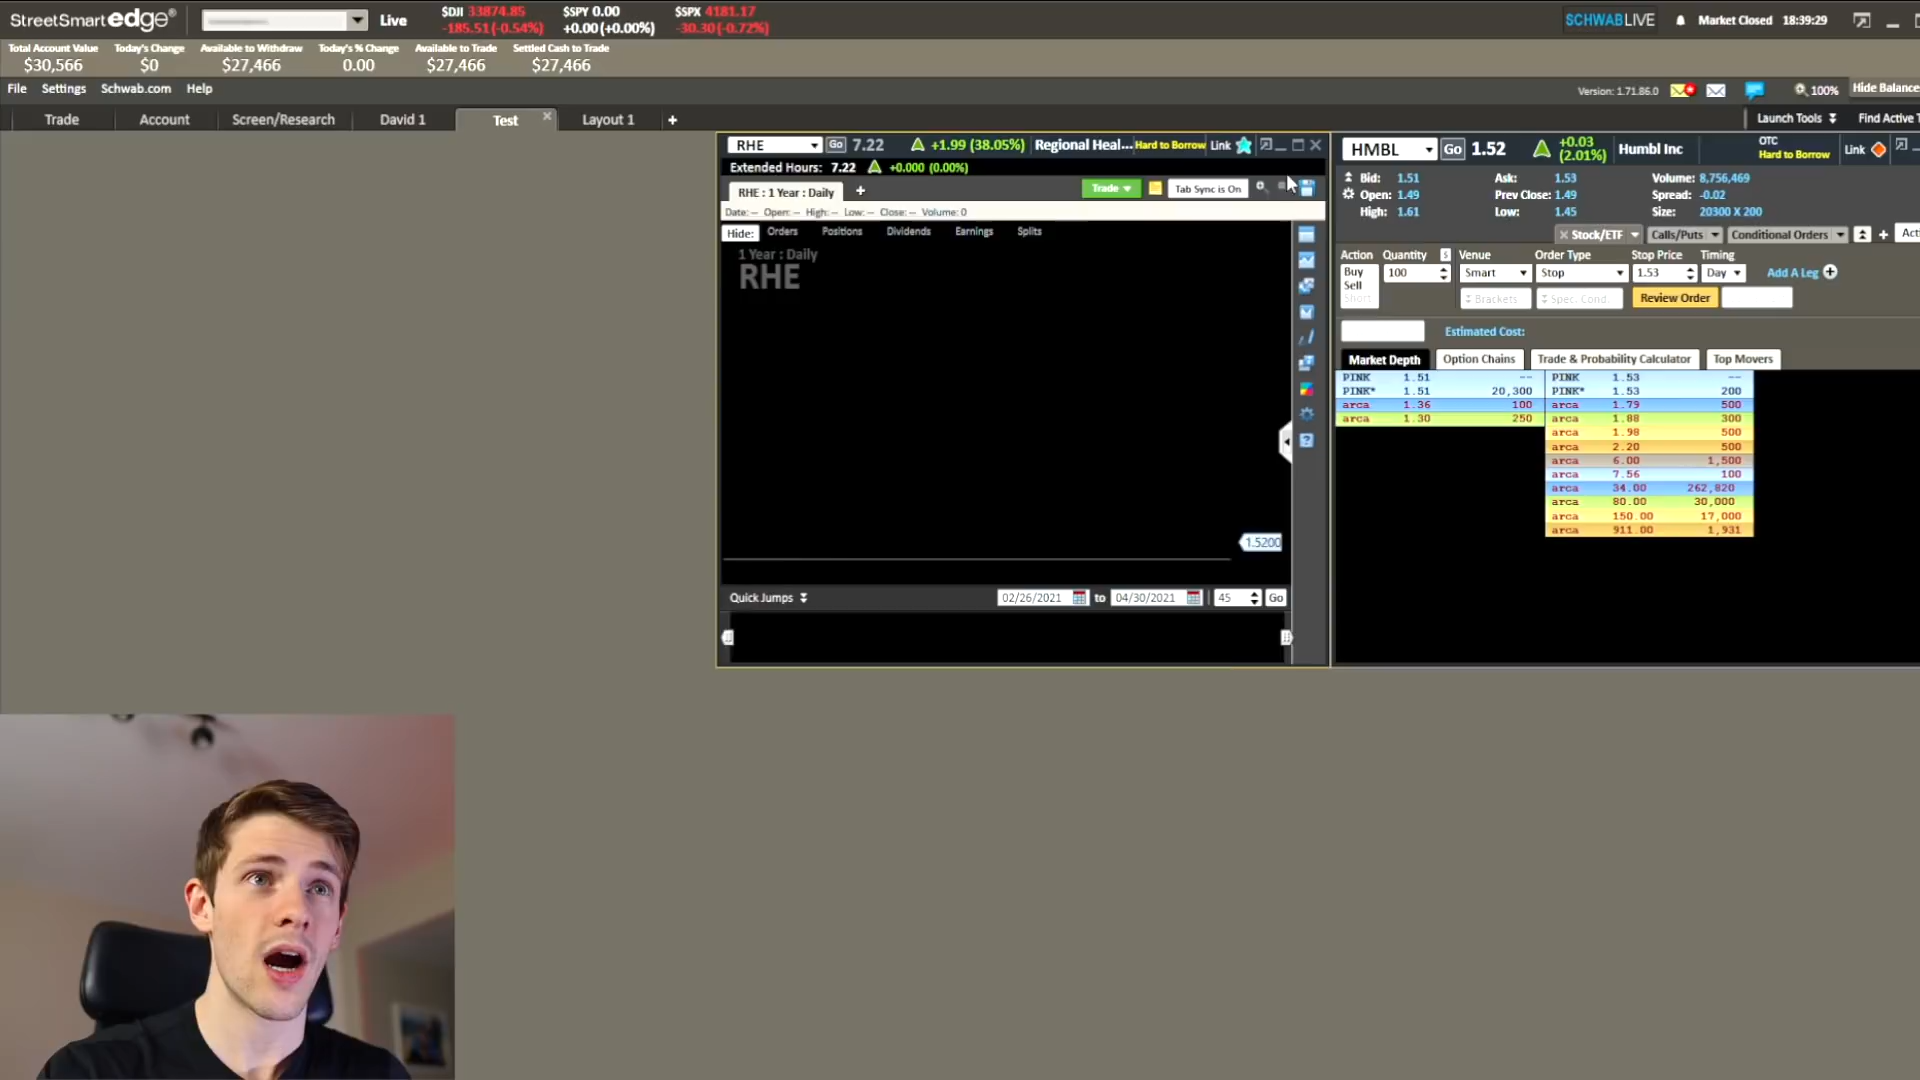 StreetSmart edge® Live $DJI 33874.85 $SPY 0.00 $SPX 4181.17 SCHWABLIVE Market Closed 18:39:29
-185.51(-0.54%) +0.00(+0.00%) -30.30(-0.72%)
Total Account Value Today's Change Available to Withdraw Today's % Change Available to Trade Settled Cash to Trade
$30,566 $0 $27,466 0.00 $27,466 $27,466
File Settings Schwab.com Help Version: 1.71.86.0 100% Hide Balance
Trade Account Screen/Research David 1 Test Layout 1 + Launch Tools Find Active T
RHE Go 7.22 +1.99 (38.05%) Regional Heal... Hard to Borrow Link
Extended Hours: 7.22 +0.000 (0.00%)
RHE : 1 Year : Daily + Trade Tab Sync is On
Date: -- Open: -- High: -- Low: -- Close: -- Volume: 0
Hide: Orders Positions Dividends Earnings Splits
1 Year : Daily
RHE
1.5200
Quick Jumps 02/26/2021 to 04/30/2021 45 Go
HMBL Go 1.52 +0.03 (2.01%) Humbl Inc OTC Hard to Borrow Link
Bid: 1.51 Ask: 1.53 Volume: 8,756,469
Open: 1.49 Prev Close: 1.49 Spread: -0.02
High: 1.61 Low: 1.45 Size: 20300 X 200
Stock/ETF Calls/Puts Conditional Orders + Acti
Action Quantity $ Venue Order Type Stop Price Timing
Buy 100 Smart Stop 1.53 Day Add A Leg
Sell
Short Brackets Spec. Cond. Review Order
Estimated Cost:
Market Depth Option Chains Trade & Probability Calculator Top Movers
PINK 1.51 -- PINK 1.53 --
PINK* 1.51 20,300 PINK* 1.53 200
arca 1.36 100 arca 1.79 500
arca 1.30 250 arca 1.88 300
arca 1.98 500
arca 2.20 500
arca 6.00 1,500
arca 7.56 100
arca 34.00 262,820
arca 80.00 30,000
arca 150.00 17,000
arca 911.00 1,931